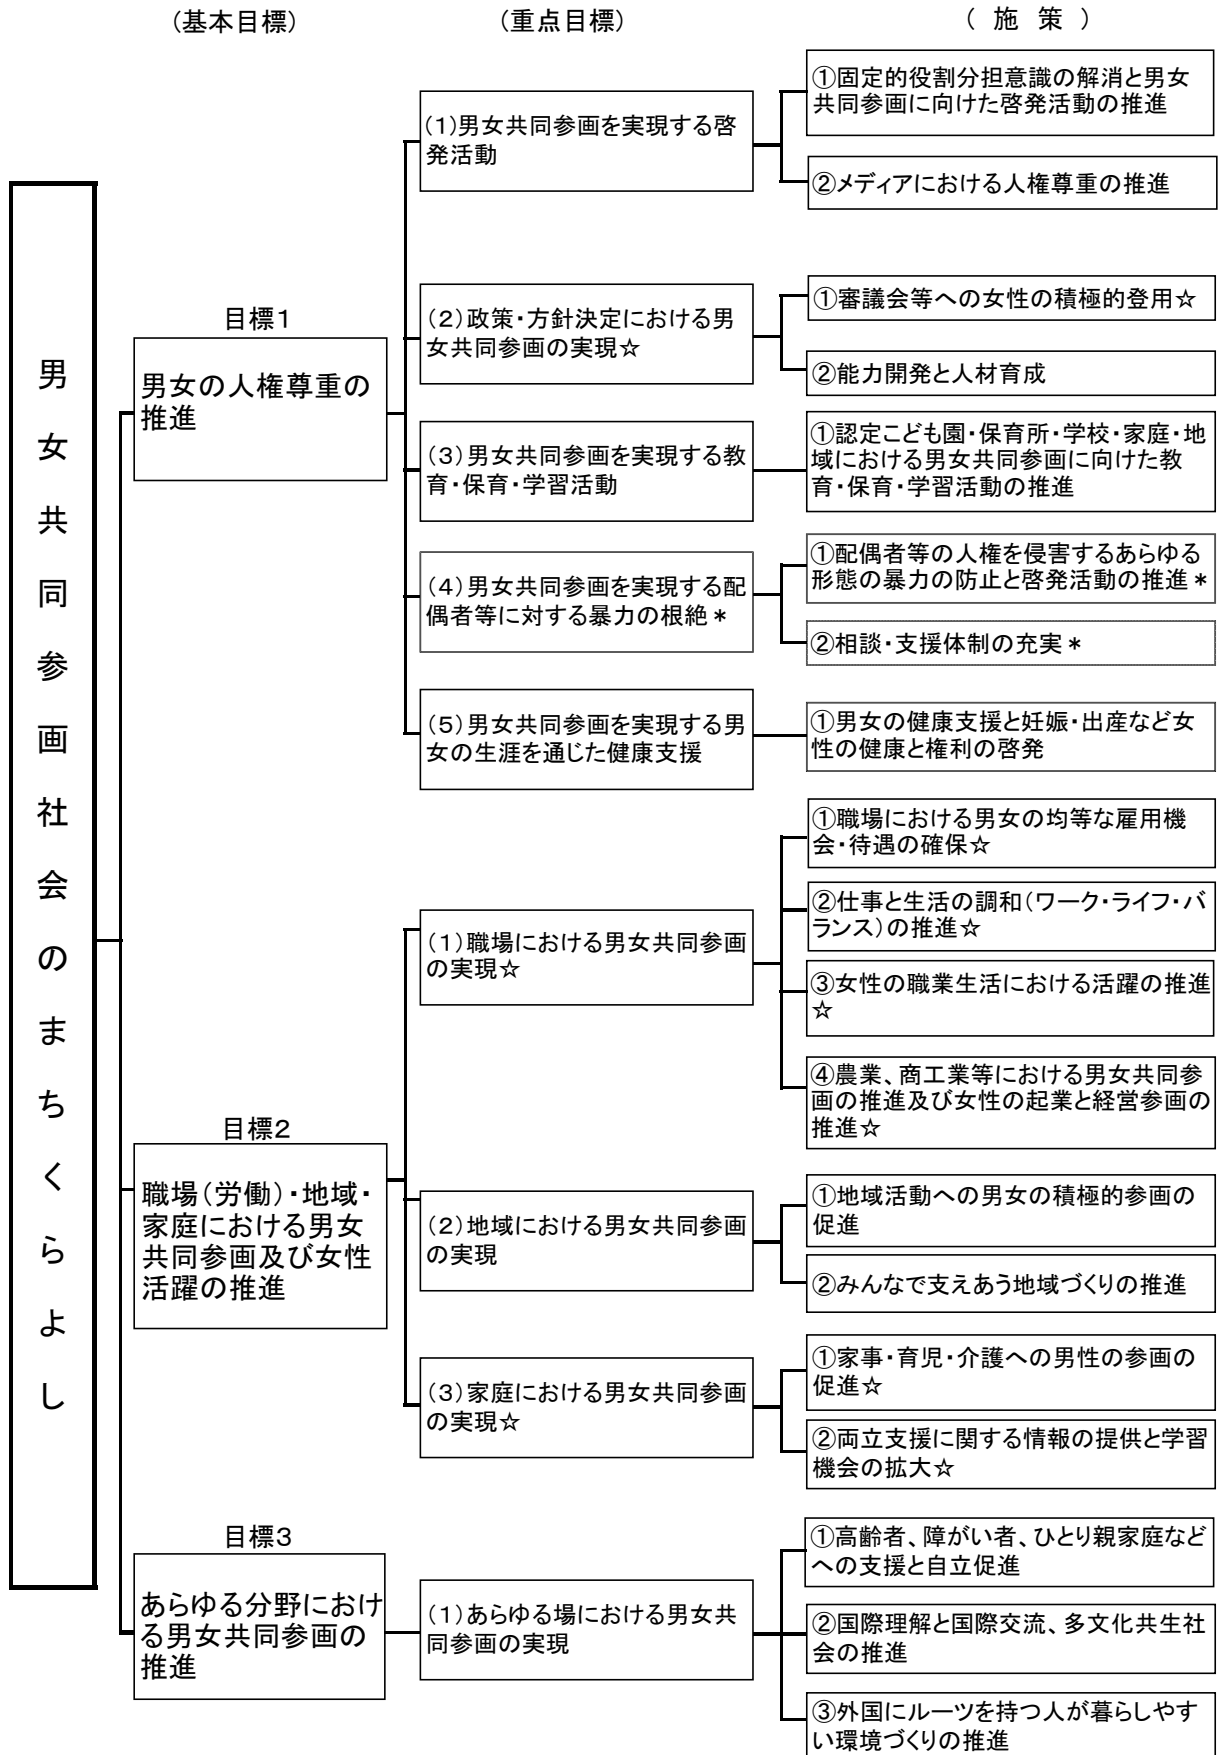 (基本目標)
(重点目標)
( 施 策 )
男女共同参画社会のまちくらよし
目標1
男女の人権尊重の
推進
(1)男女共同参画を実現する啓
発活動
①固定的役割分担意識の解消と男女
共同参画に向けた啓発活動の推進
②メディアにおける人権尊重の推進
(2)政策・方針決定における男
女共同参画の実現☆
①審議会等への女性の積極的登用☆
②能力開発と人材育成
(3)男女共同参画を実現する教
育・保育・学習活動
①認定こども園・保育所・学校・家庭・地
域における男女共同参画に向けた教
育・保育・学習活動の推進
(4)男女共同参画を実現する配
偶者等に対する暴力の根絶*
①配偶者等の人権を侵害するあらゆる
形態の暴力の防止と啓発活動の推進*
②相談・支援体制の充実*
(5)男女共同参画を実現する男
女の生涯を通じた健康支援
①男女の健康支援と妊娠・出産など女
性の健康と権利の啓発
目標2
職場(労働)・地域・
家庭における男女
共同参画及び女性
活躍の推進
(1)職場における男女共同参画
の実現☆
①職場における男女の均等な雇用機
会・待遇の確保☆
②仕事と生活の調和(ワーク・ライフ・バ
ランス)の推進☆
③女性の職業生活における活躍の推進
☆
④農業、商工業等における男女共同参
画の推進及び女性の起業と経営参画の
推進☆
(2)地域における男女共同参画
の実現
①地域活動への男女の積極的参画の
促進
②みんなで支えあう地域づくりの推進
(3)家庭における男女共同参画
の実現☆
①家事・育児・介護への男性の参画の
促進☆
②両立支援に関する情報の提供と学習
機会の拡大☆
目標3
あらゆる分野におけ
る男女共同参画の
推進
(1)あらゆる場における男女共
同参画の実現
①高齢者、障がい者、ひとり親家庭など
への支援と自立促進
②国際理解と国際交流、多文化共生社
会の推進
③外国にルーツを持つ人が暮らしやす
い環境づくりの推進